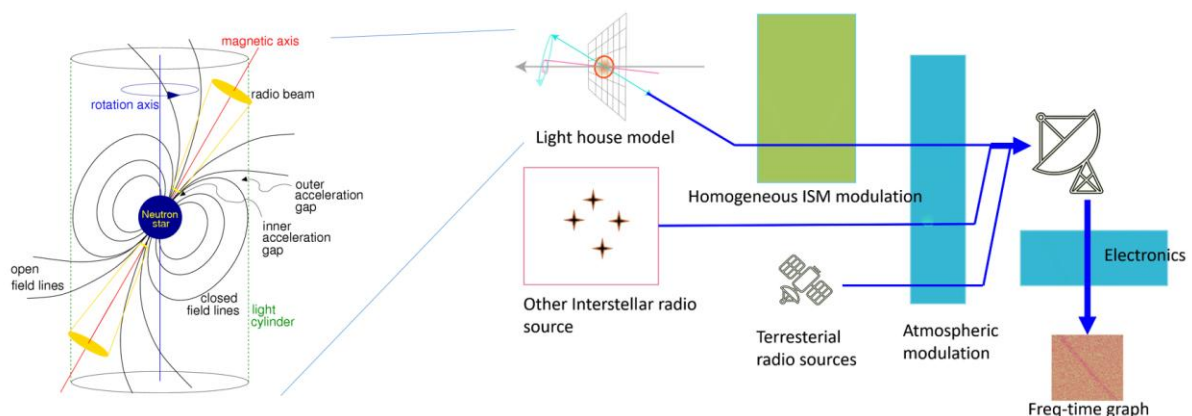 magnetic axis
radio beam
rotation axis
outer
acceleration
gap
Neutron
star
inner
acceleration
gap
open
field lines
closed
field lines
light
cylinder
Light house model
Homogeneous ISM modulation
Other Interstellar radio
source
Terresterial
radio sources
Atmospheric
modulation
Electronics
Freq-time graph